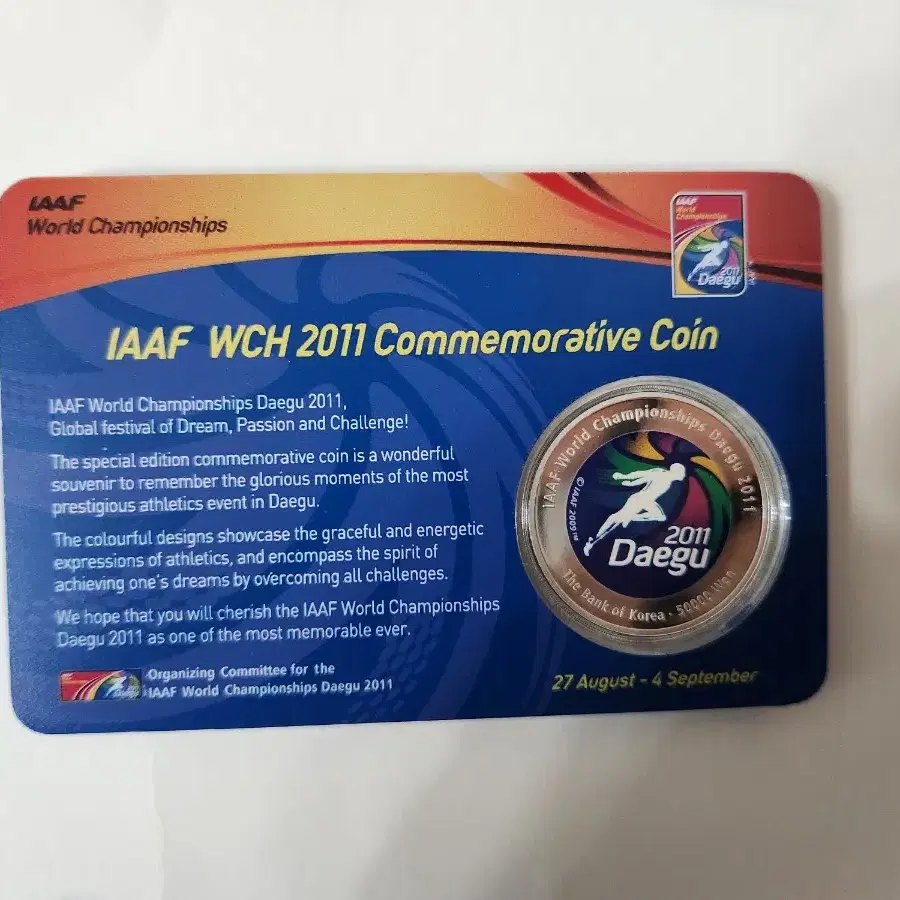 IAAF
World Championships
IAAF
World
Championships
2011
Daegu
IAAF WCH 2011 Commemorative Coin
IAAF World Championships Daegu 2011,
Global festival of Dream, Passion and Challenge!
The special edition commemorative coin is a wonderful
souvenir to remember the glorious moments of the most
prestigious athletics event in Daegu.
The colourful designs showcase the graceful and energetic
expressions of athletics, and encompass the spirit of
achieving one's dreams by overcoming all challenges.
We hope that you will cherish the IAAF World Championships
Daegu 2011 as one of the most memorable ever.
IAAF World Championships Daegu 2011
© IAAF 2009™
2011
Daegu
The Bank of Korea · 50000 Won
Organizing Committee for the
IAAF World Championships Daegu 2011
27 August - 4 September